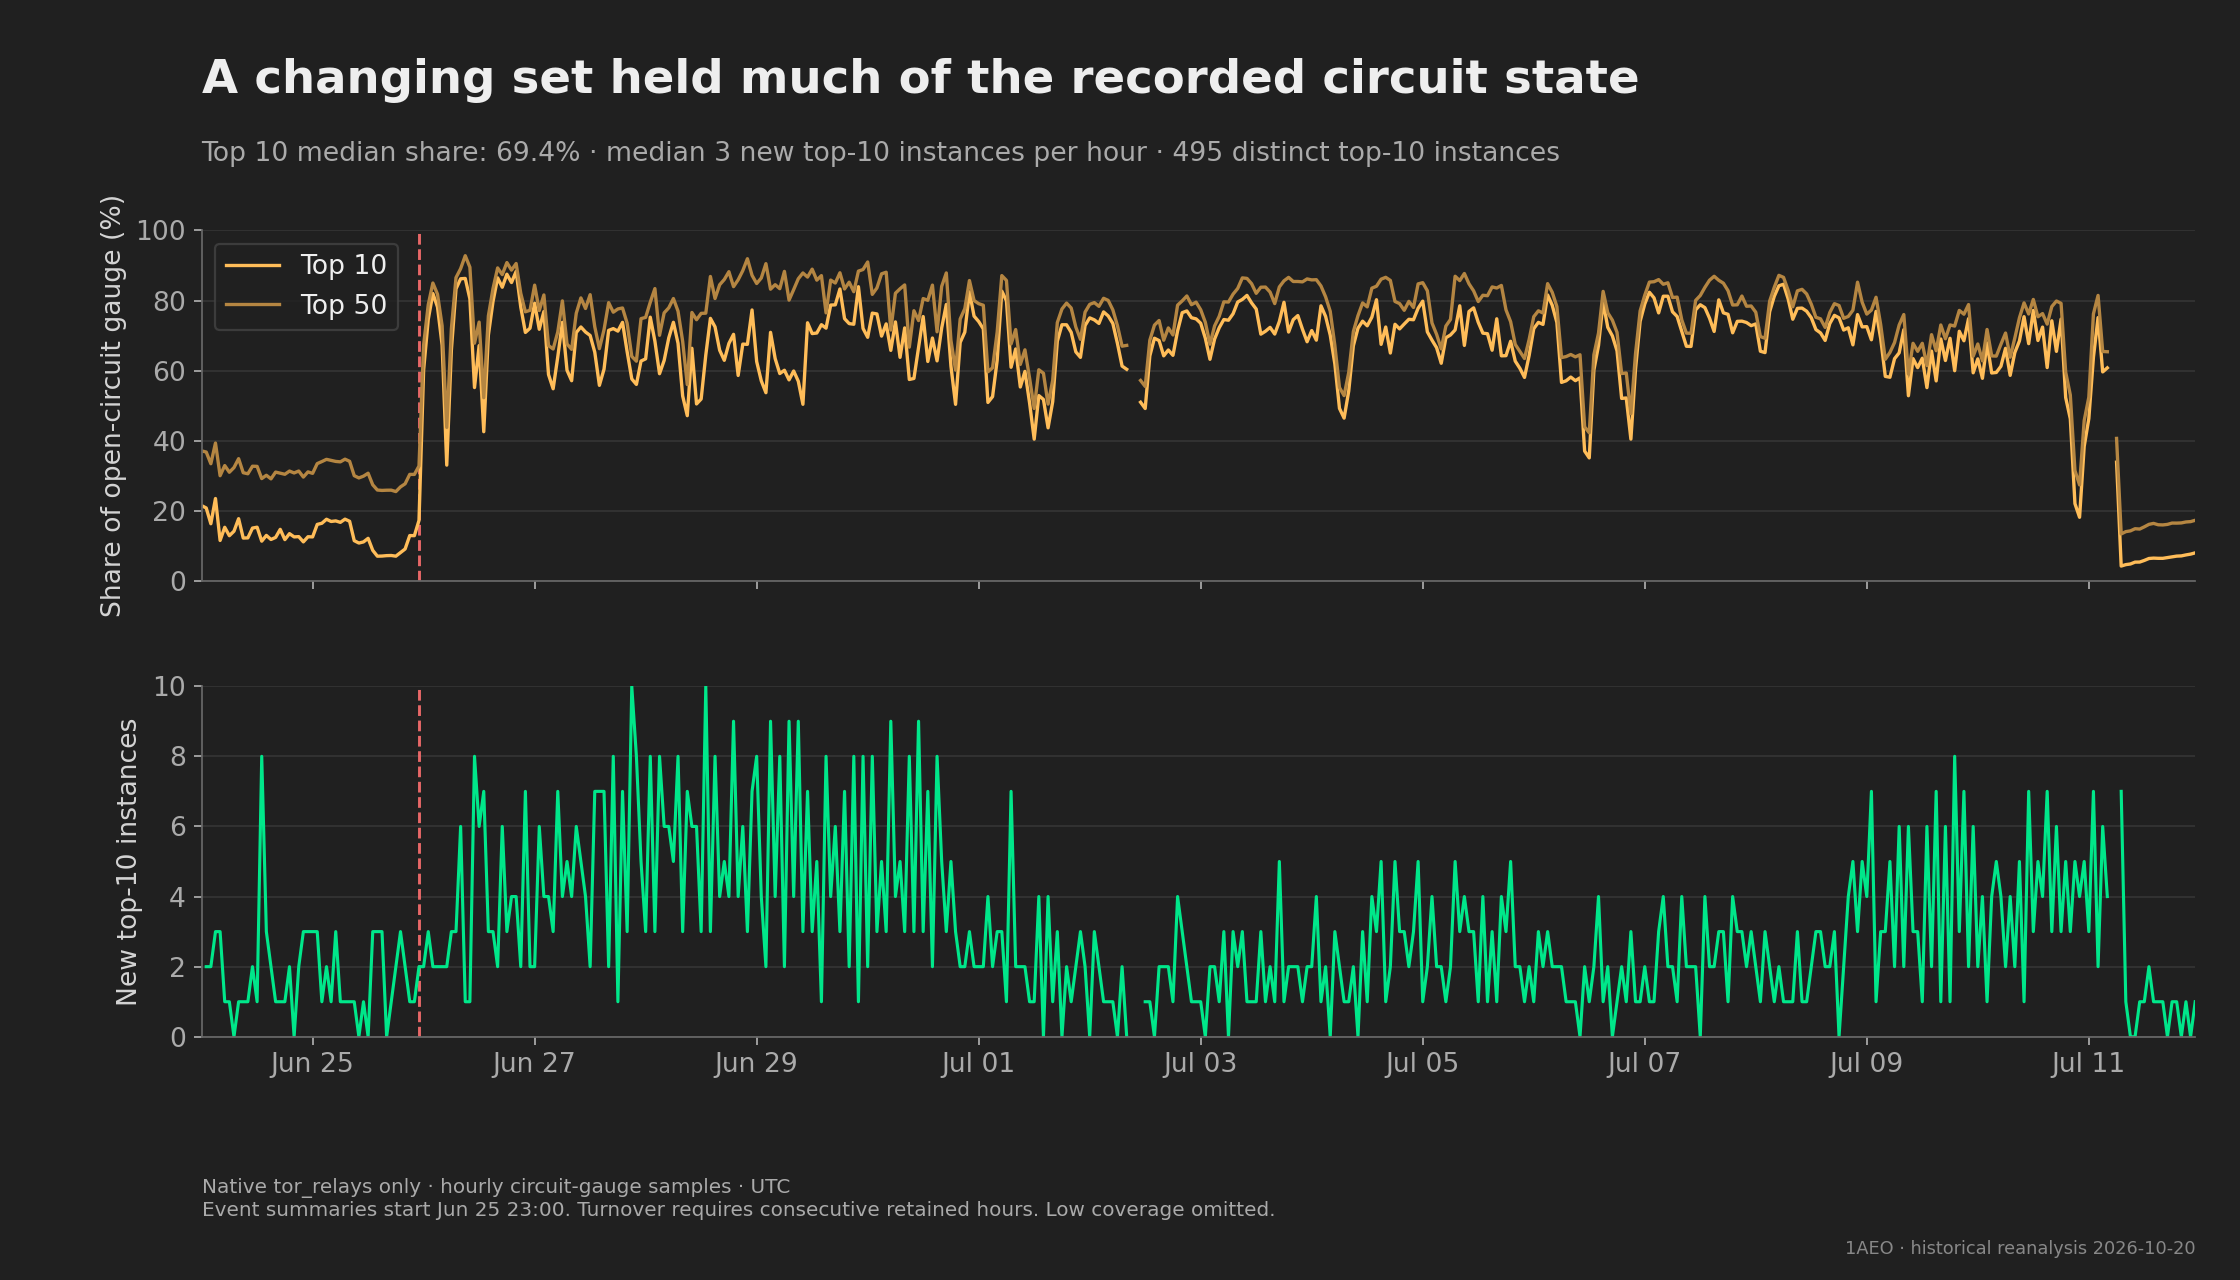 A changing set held much of the recorded circuit state
Top 10 median share: 69.4% · median 3 new top-10 instances per hour · 495 distinct top-10 instances
Share of open-circuit gauge (%)
100
80
60
40
20
0
Top 10
Top 50
New top-10 instances
10
8
6
4
2
0
Jun 25
Jun 27
Jun 29
Jul 01
Jul 03
Jul 05
Jul 07
Jul 09
Jul 11
Native tor_relays only · hourly circuit-gauge samples · UTC
Event summaries start Jun 25 23:00. Turnover requires consecutive retained hours. Low coverage omitted.
1AEO · historical reanalysis 2026-10-20